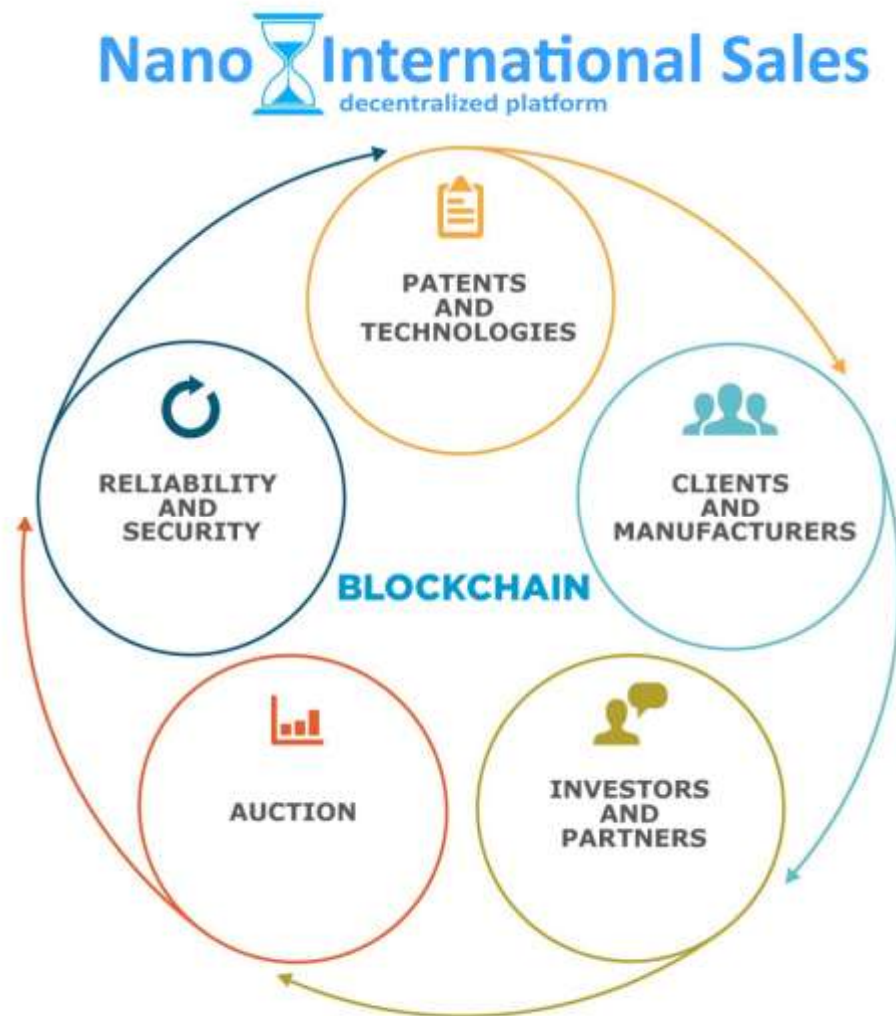 Nano International Sales
decentralized platform
PATENTS
AND
TECHNOLOGIES
CLIENTS
AND
MANUFACTURERS
INVESTORS
AND
PARTNERS
AUCTION
RELIABILITY
AND
SECURITY
BLOCKCHAIN